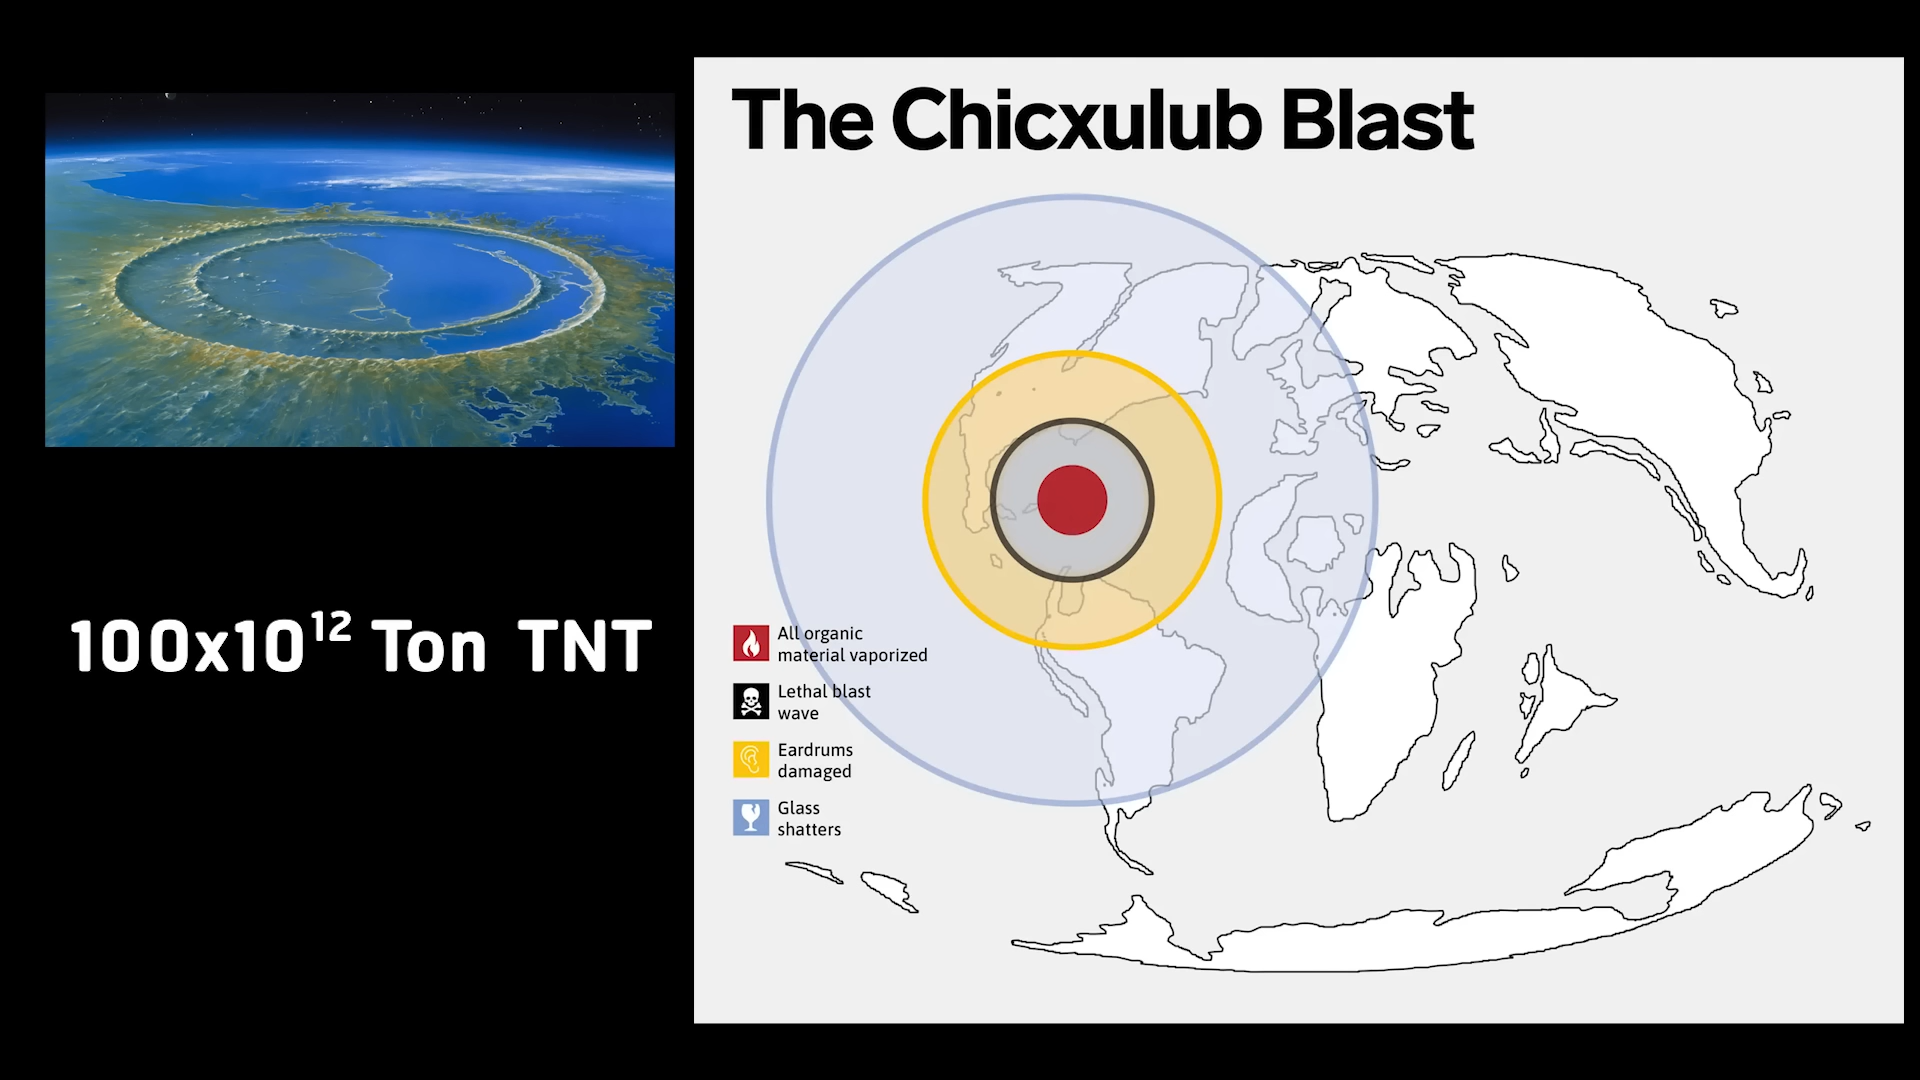 The Chicxulub Blast
100x10¹² Ton TNT
All organic
material vaporized
Lethal blast
wave
Eardrums
damaged
Glass
shatters